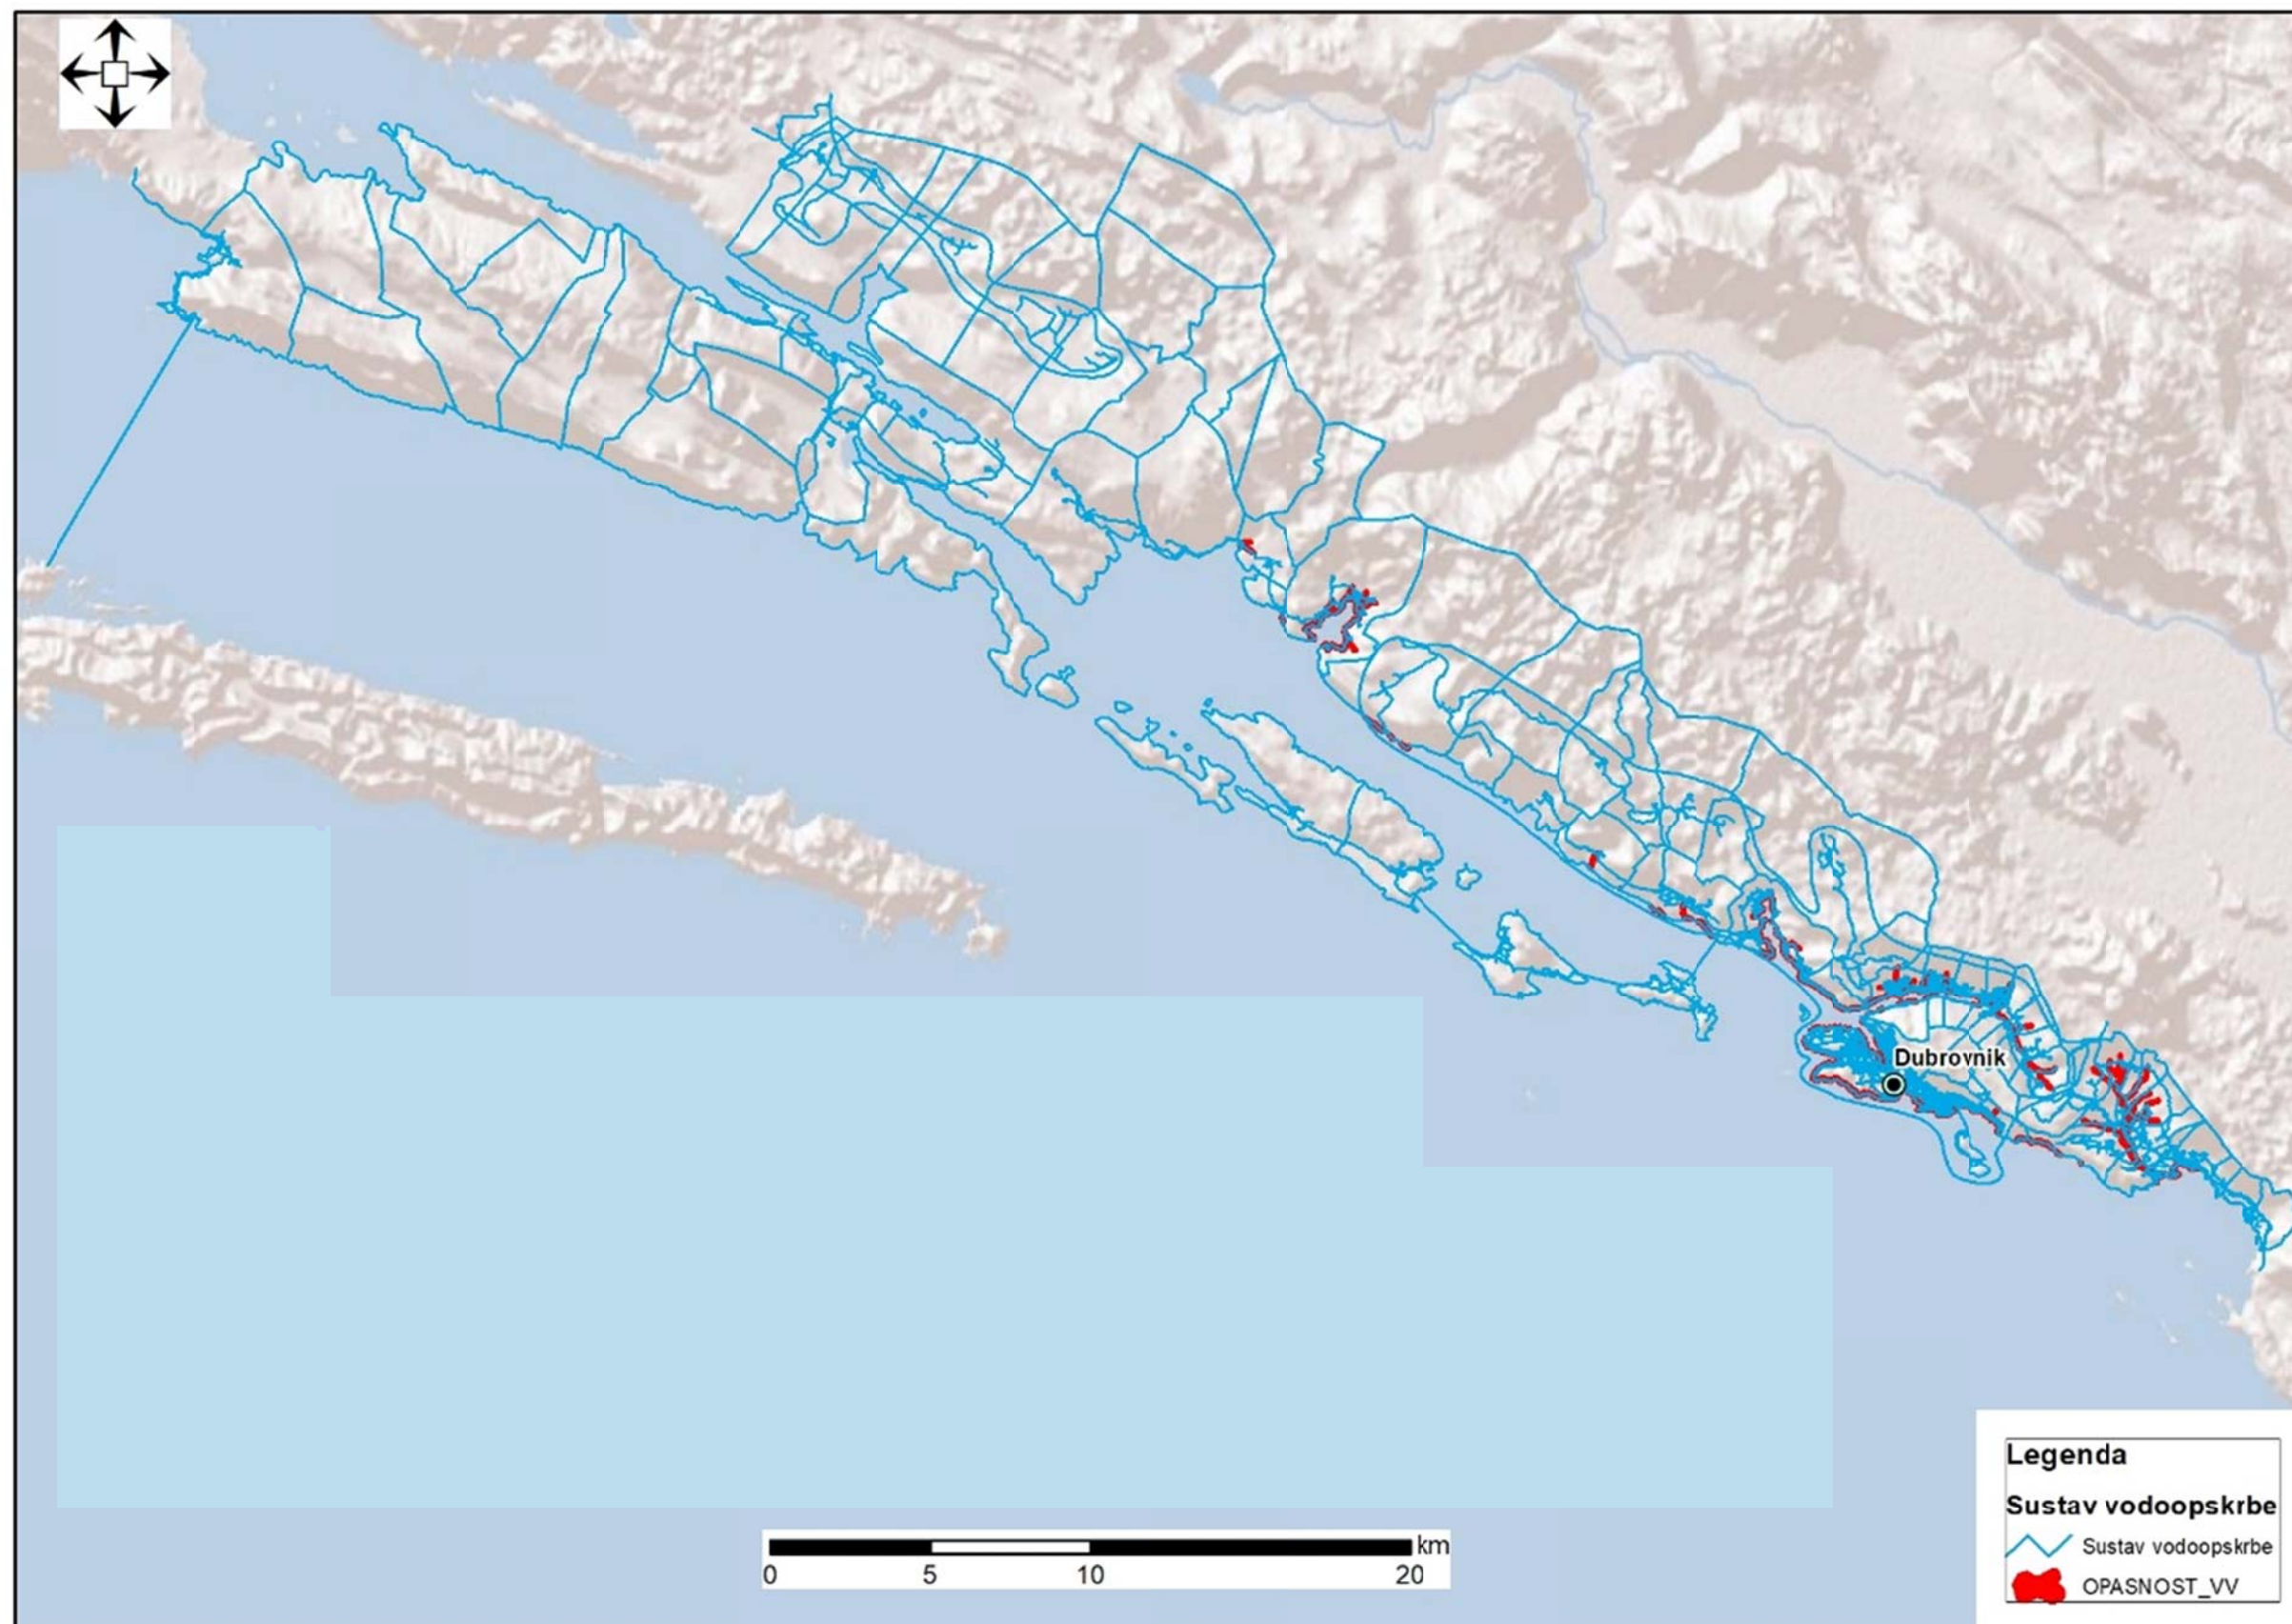 Dubrovnik
km
0 5 10 20
Legenda
Sustav vodoopskrbe
Sustav vodoopskrbe
OPASNOST_VV